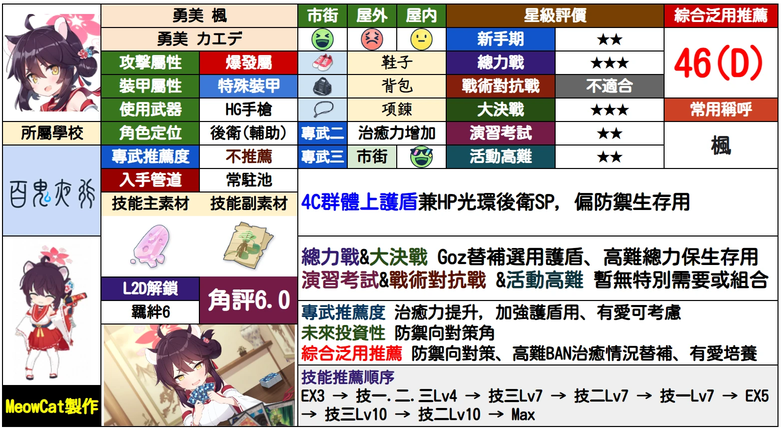 勇美 楓
市街 屋外 屋內
星級評價
綜合泛用推薦
勇美 カエデ
新手期 ★★
46(D)
攻擊屬性 爆發屬
鞋子
總力戰 ★★★
裝甲屬性 特殊裝甲
背包
戰術對抗戰 不適合
使用武器 HG手槍
項鍊
大決戰 ★★★
常用稱呼
所屬學校
角色定位 後衛(輔助)
專武二 治癒力增加
演習考試 ★★
楓
專武推薦度 不推薦
專武三 市街
活動高難 ★★
百鬼夜行
入手管道 常駐池
4C群體上護盾兼HP光環後衛SP, 偏防禦生存用
技能主素材 技能副素材
總力戰&大決戰 Goz替補選用護盾、高難總力保生存用
演習考試&戰術對抗戰 &活動高難 暫無特別需要或組合
L2D解鎖
羈絆6
角評6.0
專武推薦度 治癒力提升, 加強護盾用、有愛可考慮
未來投資性 防禦向對策角
綜合泛用推薦 防禦向對策、高難BAN治癒情況替補、有愛培養
技能推薦順序
EX3 → 技一.二.三Lv4 → 技三Lv7 → 技二Lv7 → 技一Lv7 → EX5
→ 技三Lv10 → 技二Lv10 → Max
MeowCat製作